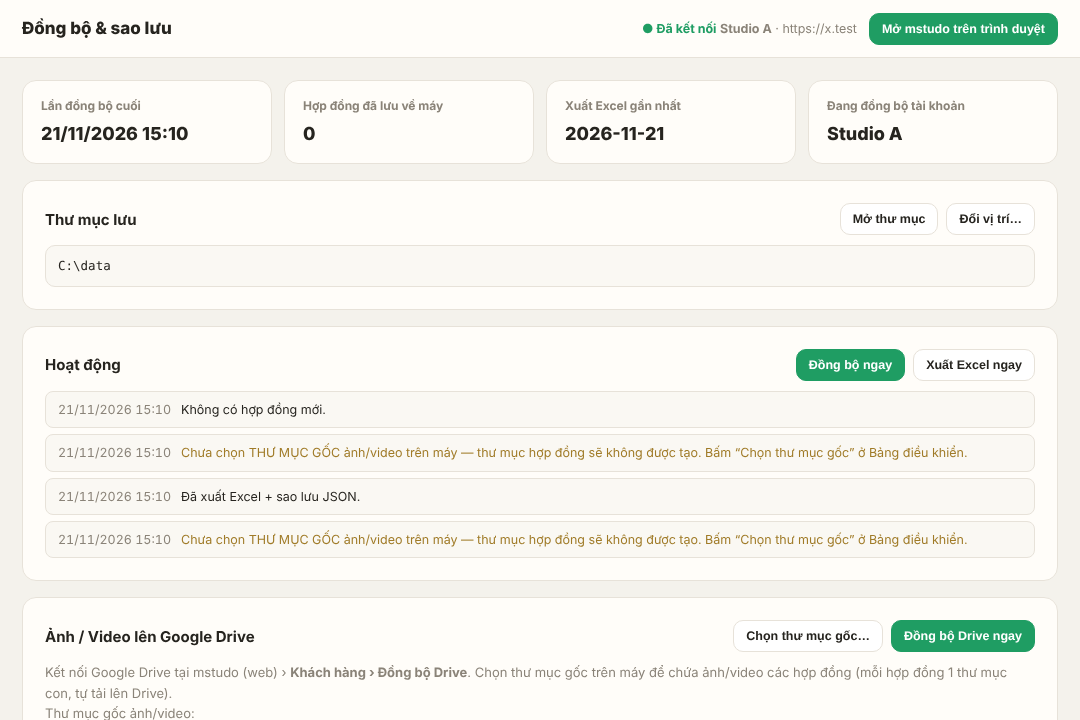 Đồng bộ & sao lưu
Đã kết nối Studio A · https://x.test
Mở mstudo trên trình duyệt
Lần đồng bộ cuối
21/11/2026 15:10
Hợp đồng đã lưu về máy
0
Xuất Excel gần nhất
2026-11-21
Đang đồng bộ tài khoản
Studio A
Thư mục lưu
Mở thư mục
Đổi vị trí...
C:\data
Hoạt động
Đồng bộ ngay
Xuất Excel ngay
21/11/2026 15:10 Không có hợp đồng mới.
21/11/2026 15:10 Chưa chọn THƯ MỤC GỐC ảnh/video trên máy — thư mục hợp đồng sẽ không được tạo. Bấm “Chọn thư mục gốc” ở Bảng điều khiển.
21/11/2026 15:10 Đã xuất Excel + sao lưu JSON.
21/11/2026 15:10 Chưa chọn THƯ MỤC GỐC ảnh/video trên máy — thư mục hợp đồng sẽ không được tạo. Bấm “Chọn thư mục gốc” ở Bảng điều khiển.
Ảnh / Video lên Google Drive
Chọn thư mục gốc...
Đồng bộ Drive ngay
Kết nối Google Drive tại mstudo (web) › Khách hàng › Đồng bộ Drive. Chọn thư mục gốc trên máy để chứa ảnh/video các hợp đồng (mỗi hợp đồng 1 thư mục
con, tự tải lên Drive).
Thư mục gốc ảnh/video: